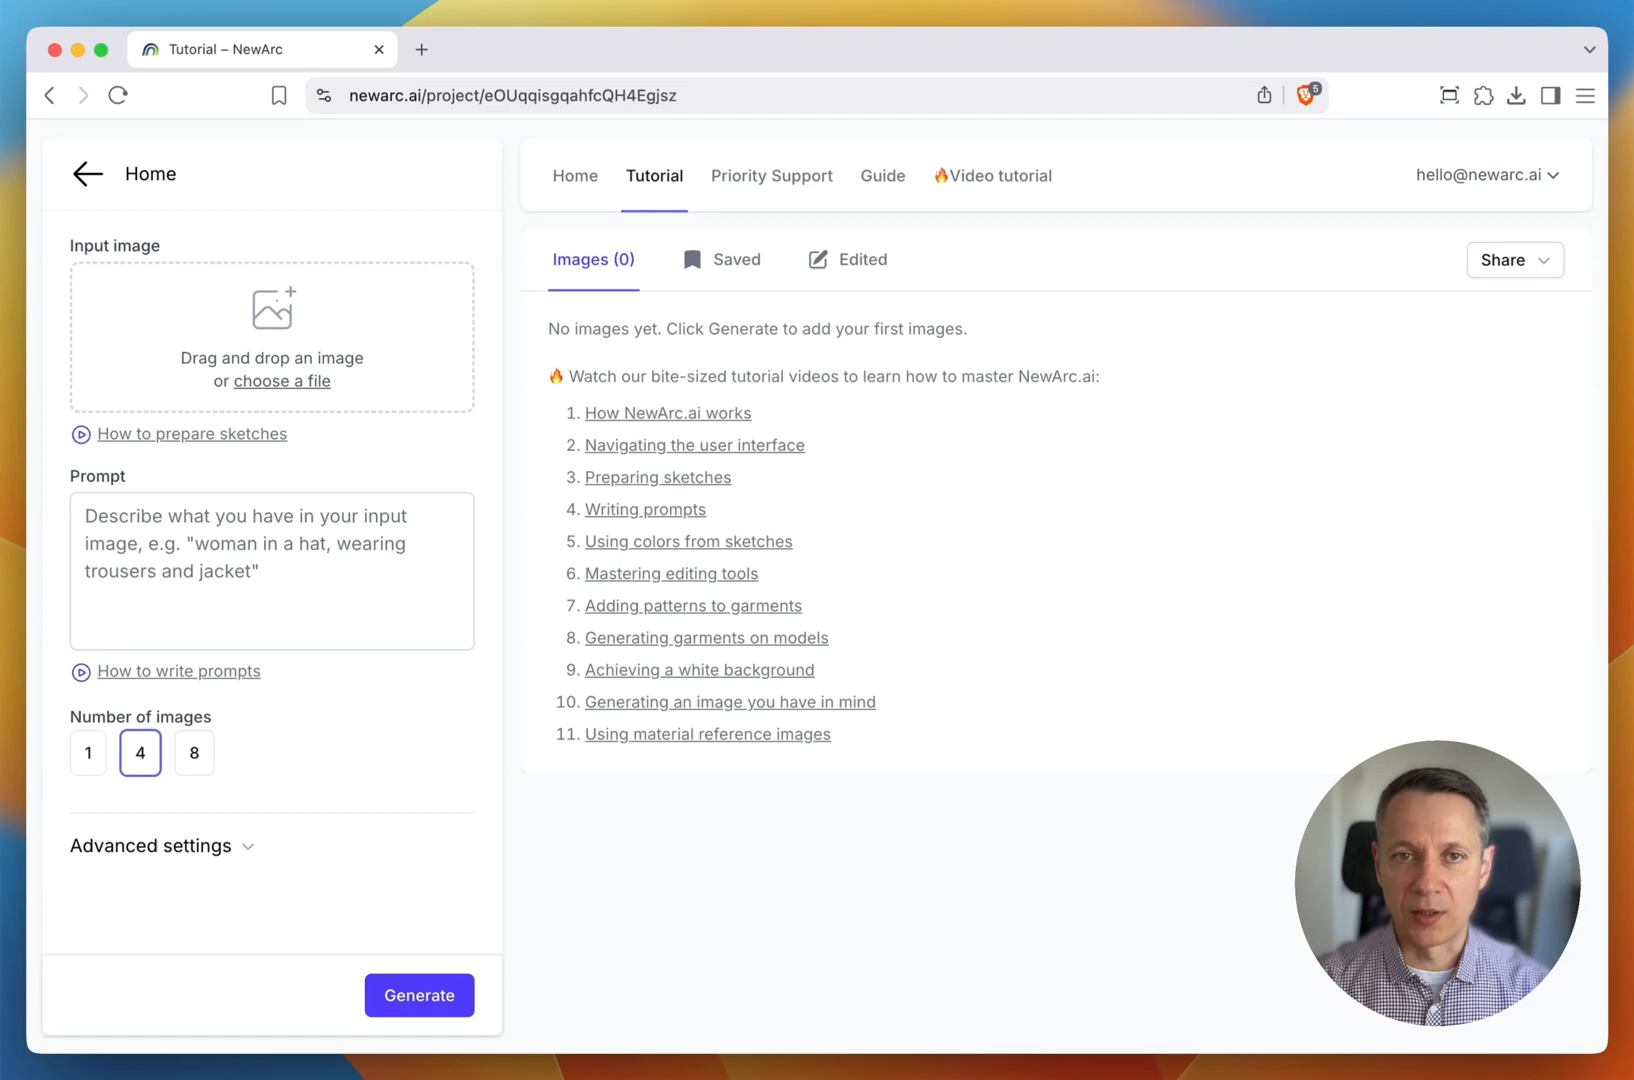 Tutorial – NewArc
newarc.ai/project/eOUqqisgqahfcQH4Egjsz
5
Home
Input image
Drag and drop an image
or choose a file
How to prepare sketches
Prompt
Describe what you have in your input
image, e.g. "woman in a hat, wearing
trousers and jacket"
How to write prompts
Number of images
1 4 8
Advanced settings
Generate
Home Tutorial Priority Support Guide 🔥Video tutorial
hello@newarc.ai
Images (0) Saved Edited
Share
No images yet. Click Generate to add your first images.
🔥 Watch our bite-sized tutorial videos to learn how to master NewArc.ai:
1. How NewArc.ai works
2. Navigating the user interface
3. Preparing sketches
4. Writing prompts
5. Using colors from sketches
6. Mastering editing tools
7. Adding patterns to garments
8. Generating garments on models
9. Achieving a white background
10. Generating an image you have in mind
11. Using material reference images